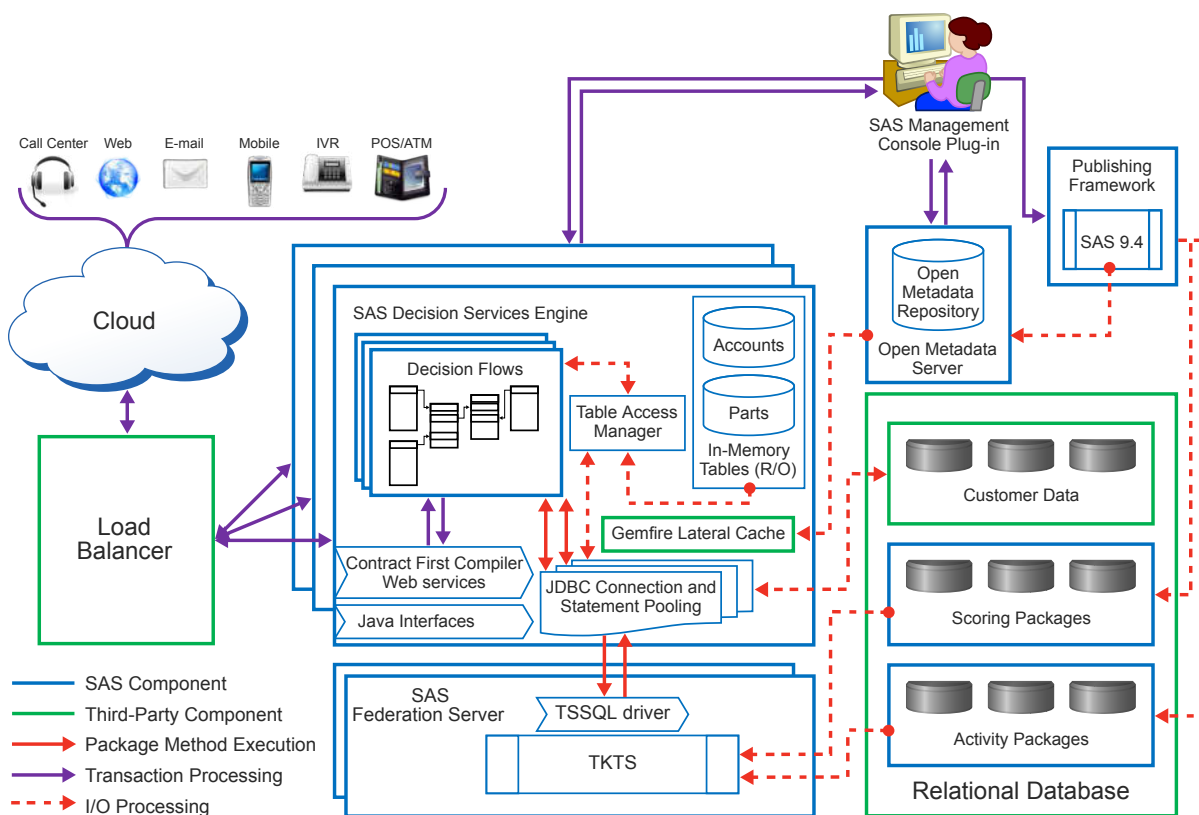 SAS Management
Console Plug-in
Call Center
Web
E-mail
Mobile
IVR
POS/ATM
Publishing
Framework
SAS 9.4
Cloud
Open
Metadata
Repository
Open Metadata
Server
SAS Decision Services Engine
Decision Flows
Table Access
Manager
Accounts
Parts
In-Memory
Tables (R/O)
Load
Balancer
Gemfire Lateral Cache
Contract First Compiler
Web services
Java Interfaces
JDBC Connection and
Statement Pooling
Customer Data
Scoring Packages
Activity Packages
Relational Database
SAS
Federation Server
TSSQL driver
TKTS
SAS Component
Third-Party Component
Package Method Execution
Transaction Processing
I/O Processing